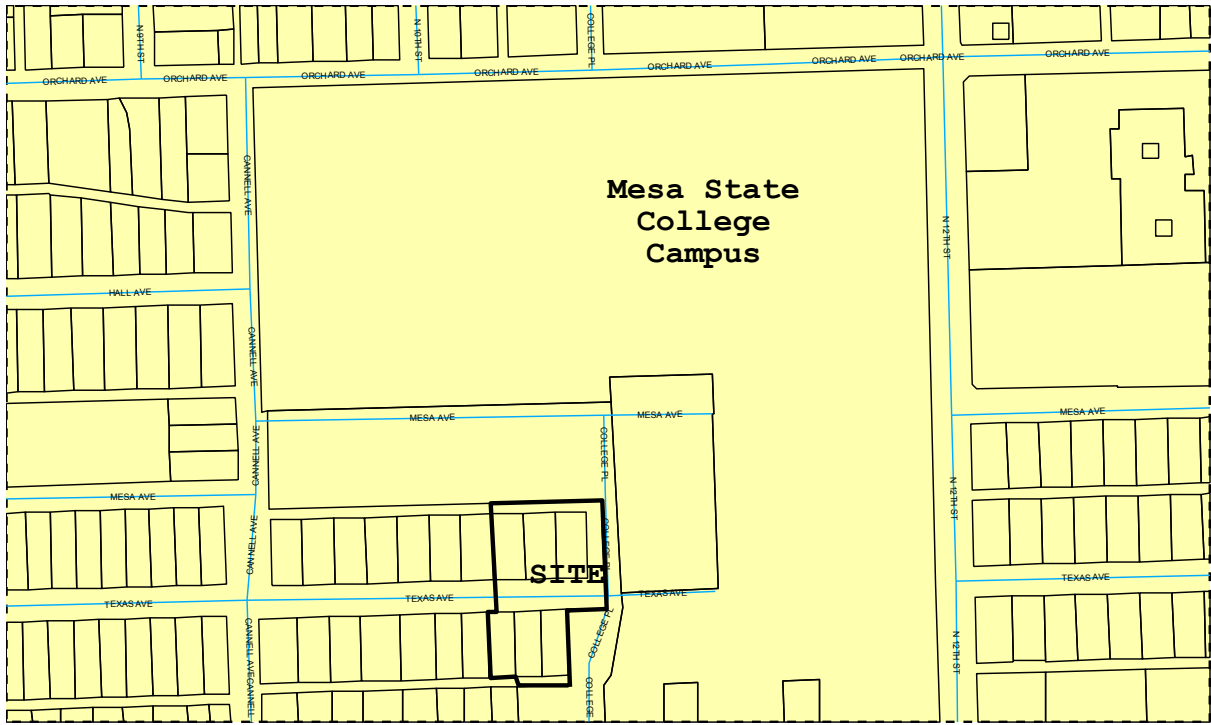 N 9TH ST
N 10TH ST
COLLEGE PL
ORCHARD AVE
ORCHARD AVE
ORCHARD AVE
ORCHARD AVE
ORCHARD AVE
ORCHARD AVE
ORCHARD AVE
ORCHARD AVE
CANNELL AVE
Mesa State
College
Campus
N 12TH ST
HALL AVE
CANNELL AVE
MESA AVE
MESA AVE
MESA AVE
CANNELL AVE
COLLEGE PL
MESA AVE
N 12TH ST
CANNELL AVE
COLLEGE PL
SITE
TEXAS AVE
TEXAS AVE
TEXAS AVE
TEXAS AVE
COLLEGE PL
N 12TH ST
CANNELL AVE
CANNELL
COLLEGE